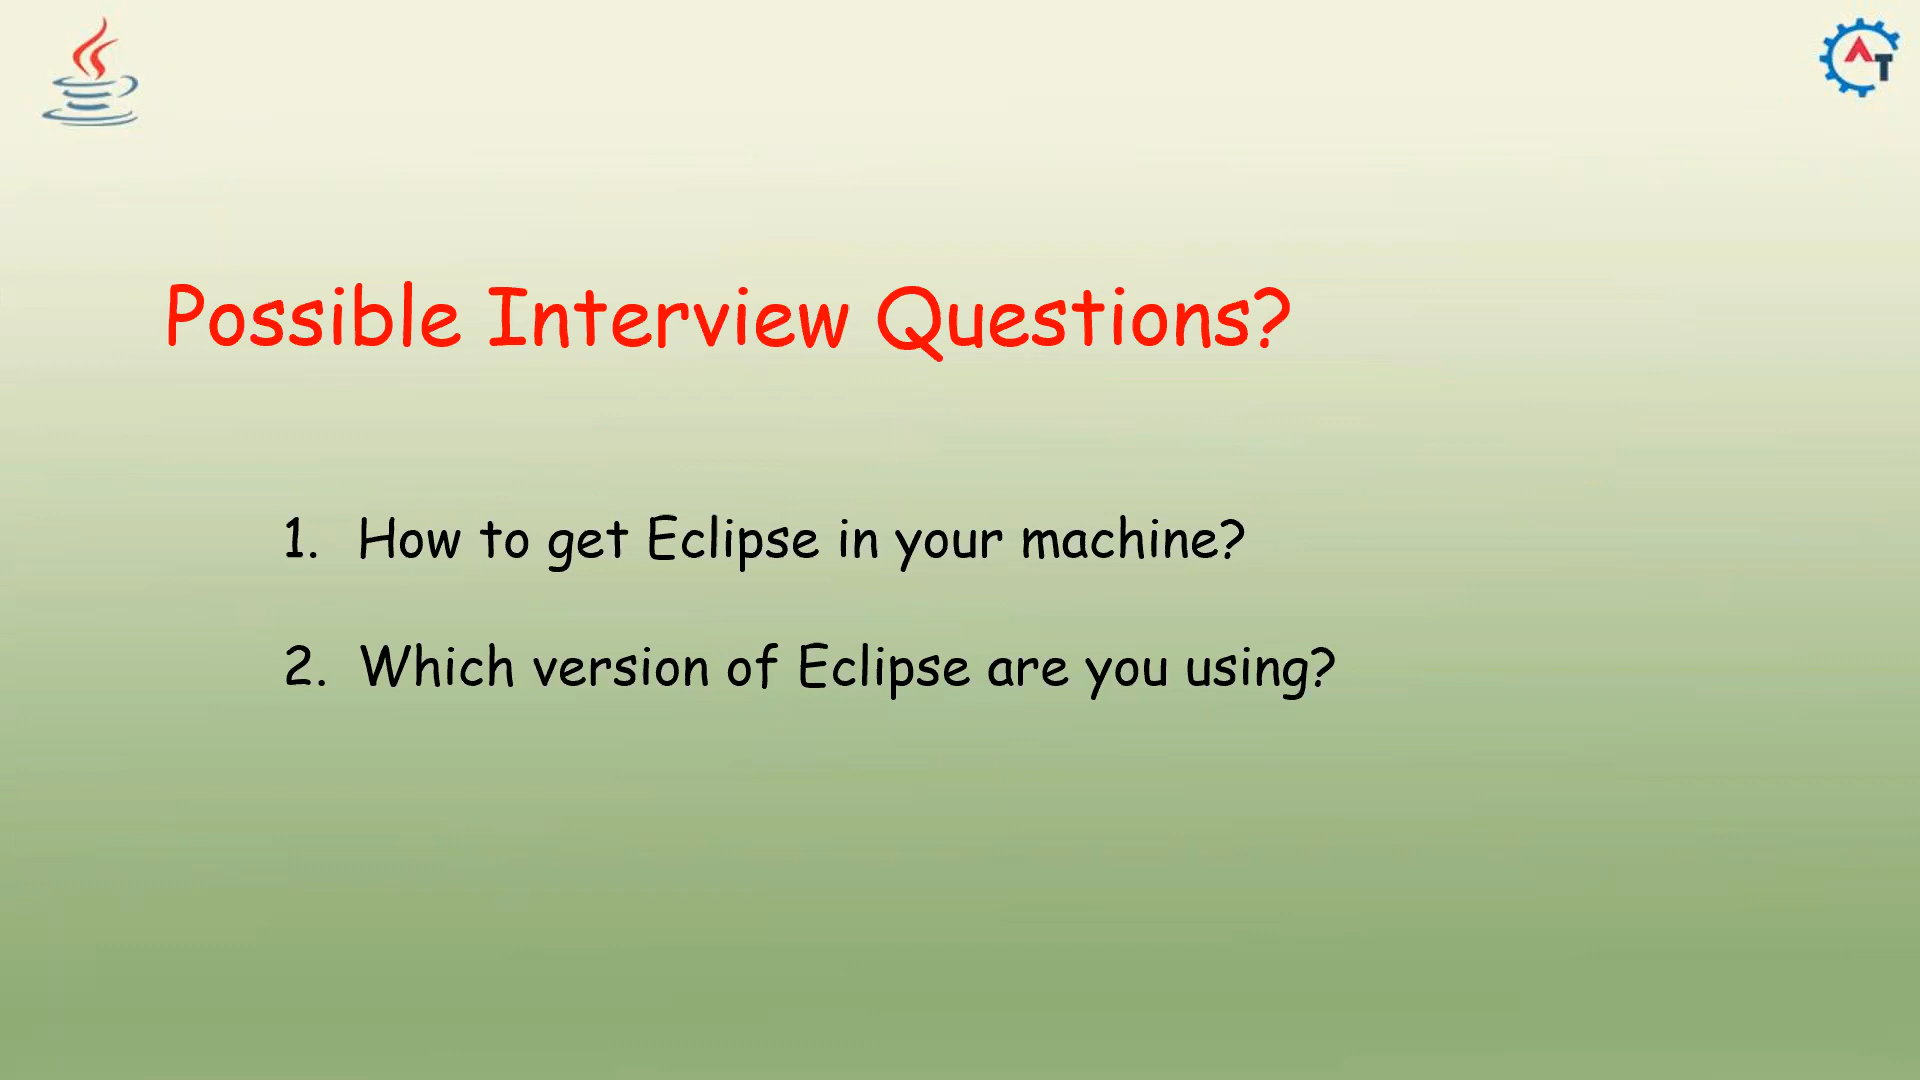 AT
Possible Interview Questions?
1. How to get Eclipse in your machine?
2. Which version of Eclipse are you using?